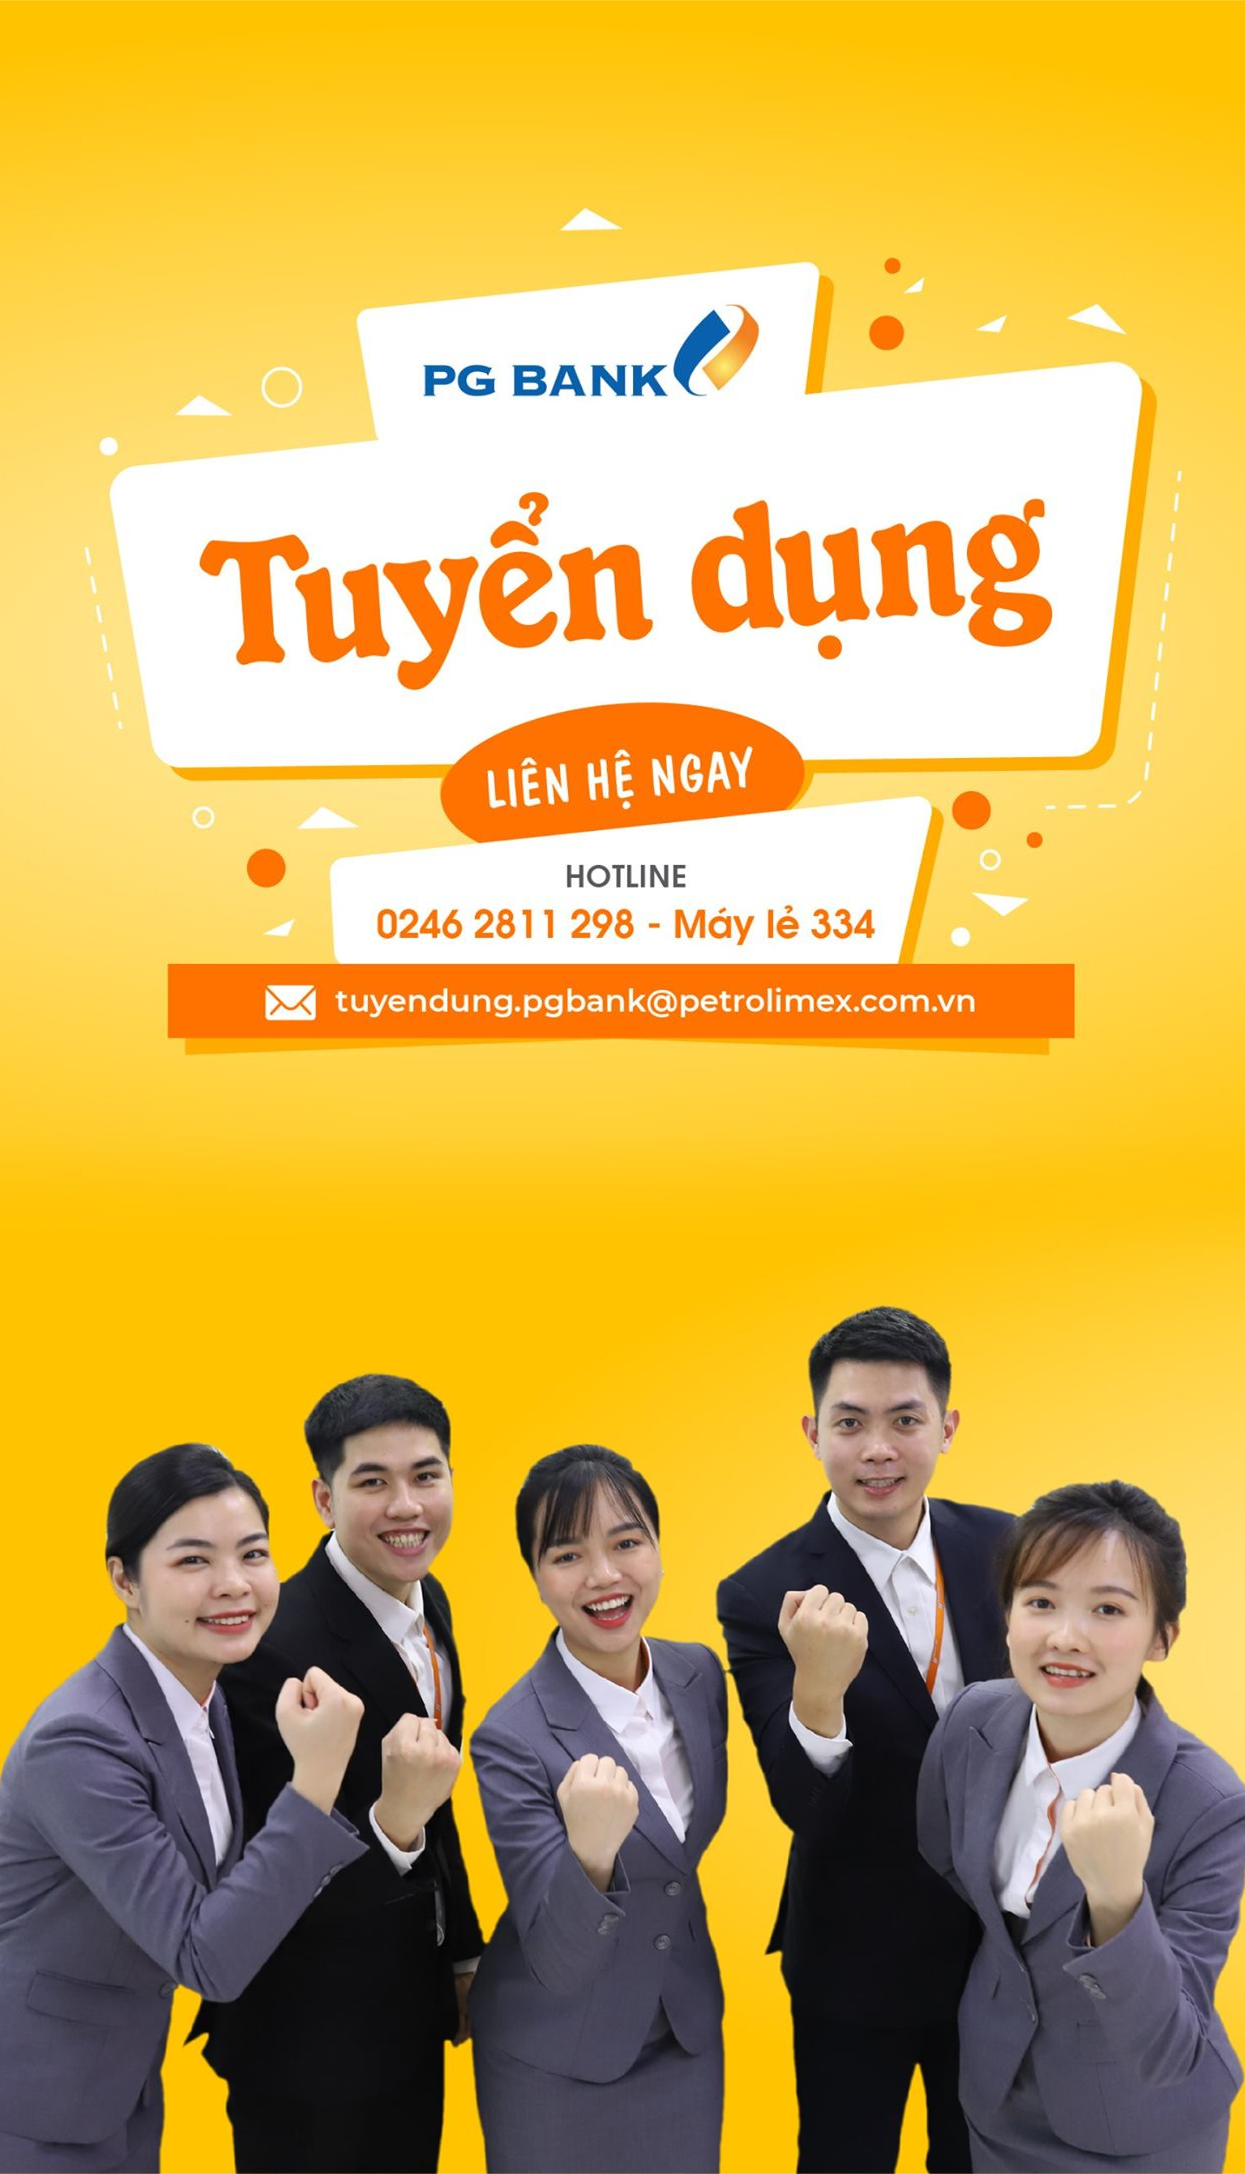 PG BANK
Tuyển dụng
LIÊN HỆ NGAY
HOTLINE
0246 2811 298 - Máy lẻ 334
tuyendung.pgbank@petrolimex.com.vn